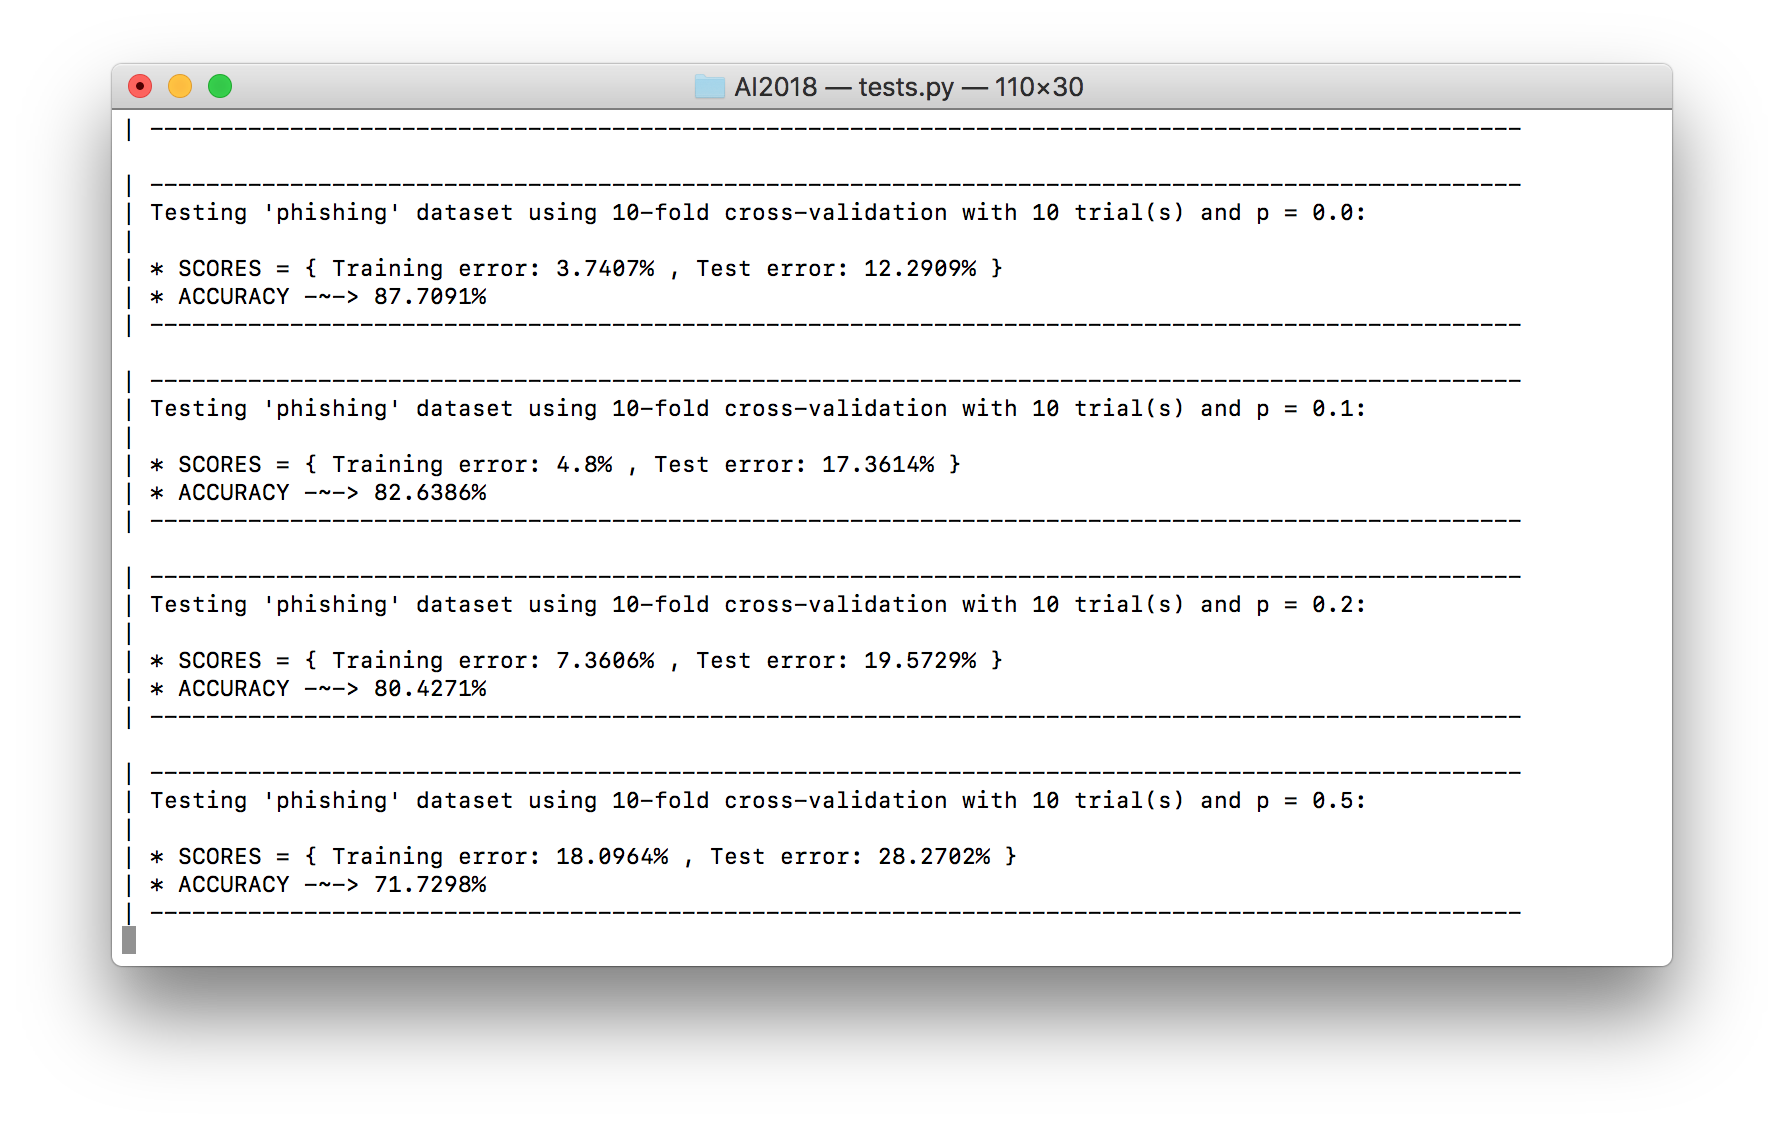 AI2018 — tests.py — 110×30
| --------------------------------------------------------------------------------------------------
| --------------------------------------------------------------------------------------------------
| Testing 'phishing' dataset using 10-fold cross-validation with 10 trial(s) and p = 0.0:
|
| * SCORES = { Training error: 3.7407% , Test error: 12.2909% }
| * ACCURACY -~-> 87.7091%
| --------------------------------------------------------------------------------------------------
| --------------------------------------------------------------------------------------------------
| Testing 'phishing' dataset using 10-fold cross-validation with 10 trial(s) and p = 0.1:
|
| * SCORES = { Training error: 4.8% , Test error: 17.3614% }
| * ACCURACY -~-> 82.6386%
| --------------------------------------------------------------------------------------------------
| --------------------------------------------------------------------------------------------------
| Testing 'phishing' dataset using 10-fold cross-validation with 10 trial(s) and p = 0.2:
|
| * SCORES = { Training error: 7.3606% , Test error: 19.5729% }
| * ACCURACY -~-> 80.4271%
| --------------------------------------------------------------------------------------------------
| --------------------------------------------------------------------------------------------------
| Testing 'phishing' dataset using 10-fold cross-validation with 10 trial(s) and p = 0.5:
|
| * SCORES = { Training error: 18.0964% , Test error: 28.2702% }
| * ACCURACY -~-> 71.7298%
| --------------------------------------------------------------------------------------------------